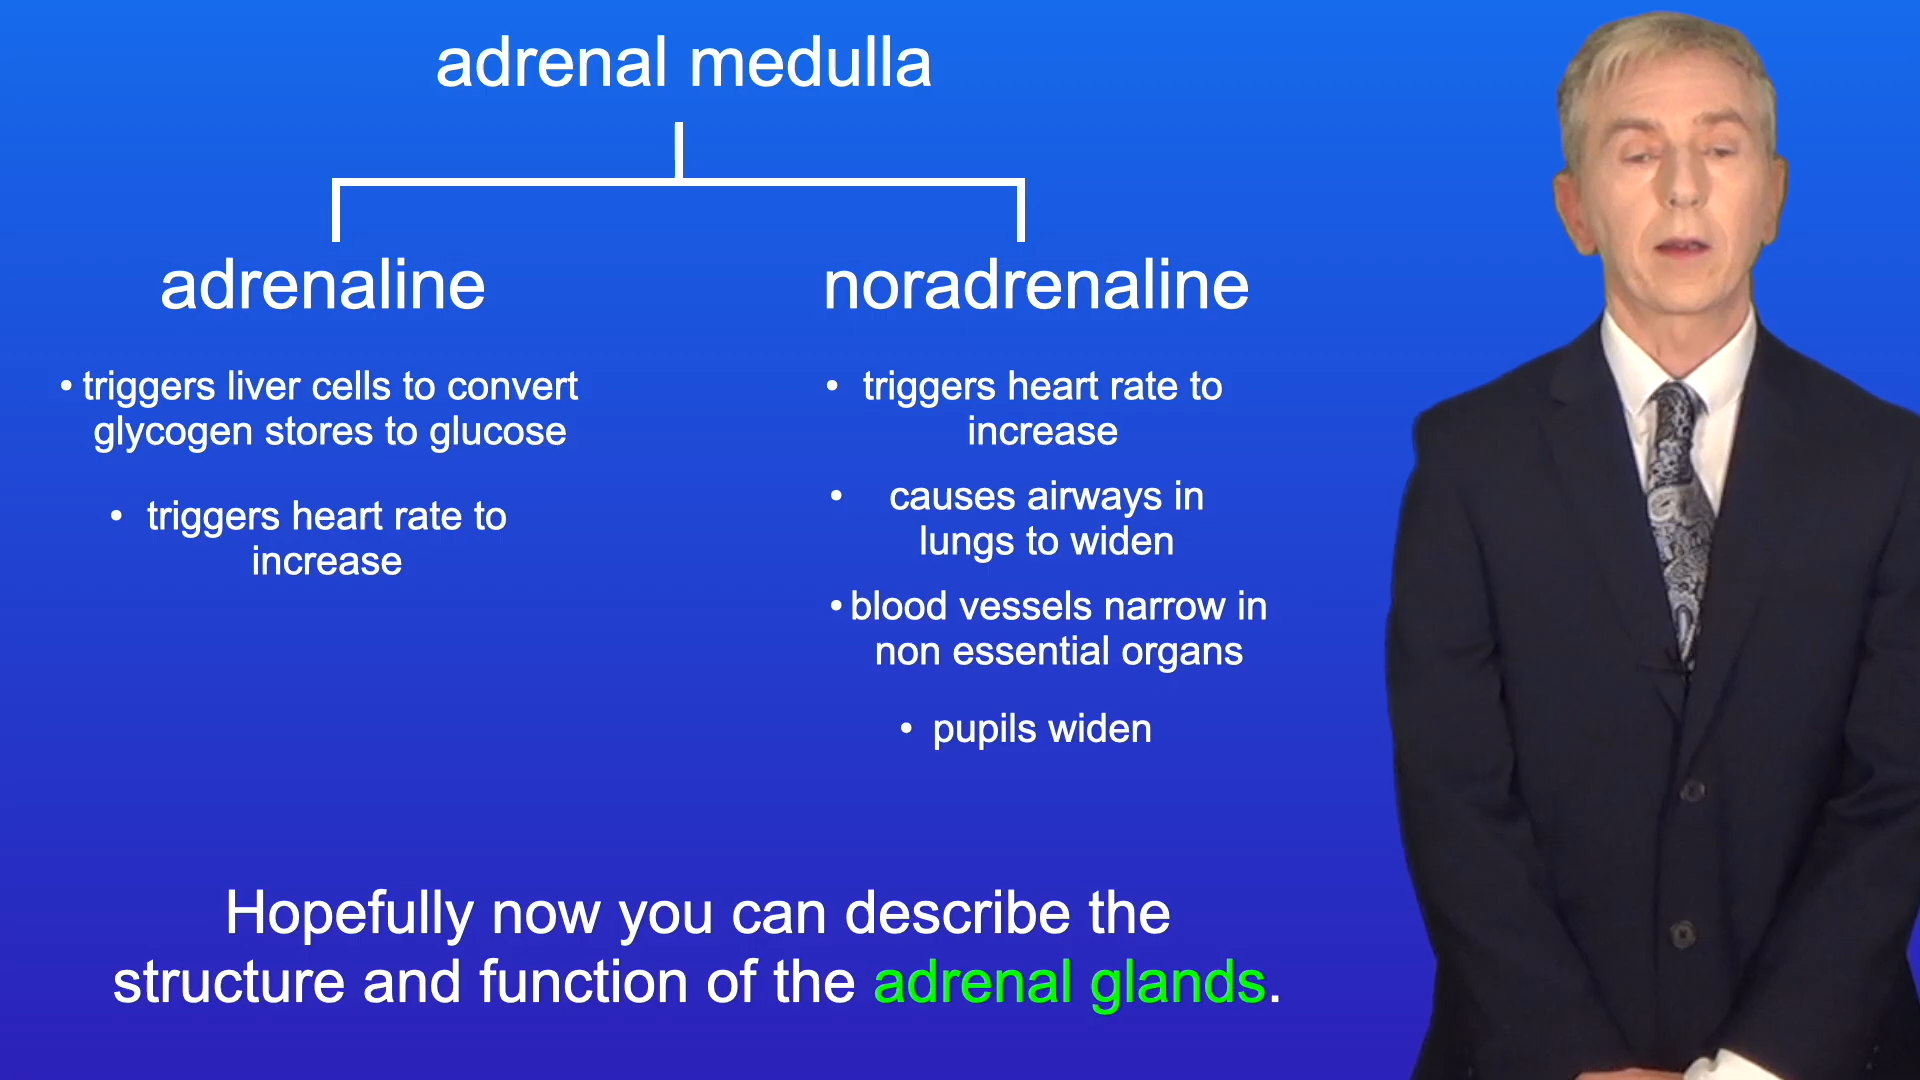 adrenal medulla
adrenaline
• triggers liver cells to convert
glycogen stores to glucose
• triggers heart rate to
increase
noradrenaline
• triggers heart rate to
increase
• causes airways in
lungs to widen
• blood vessels narrow in
non essential organs
• pupils widen
Hopefully now you can describe the
structure and function of the adrenal glands.